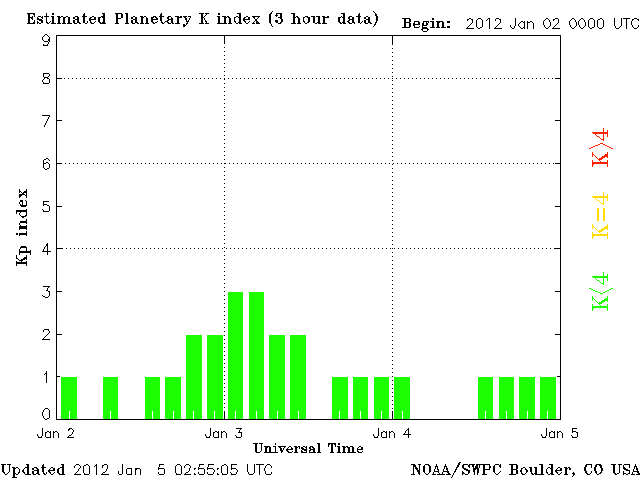 Estimated Planetary K index (3 hour data) Begin: 2012 Jan 02 0000 UTC
9
8
7
6
5
4
3
2
1
0
Kp index
K>4
K=4
K<4
Jan 2 Jan 3 Jan 4 Jan 5
Universal Time
Updated 2012 Jan 5 02:55:05 UTC NOAA/SWPC Boulder, CO USA